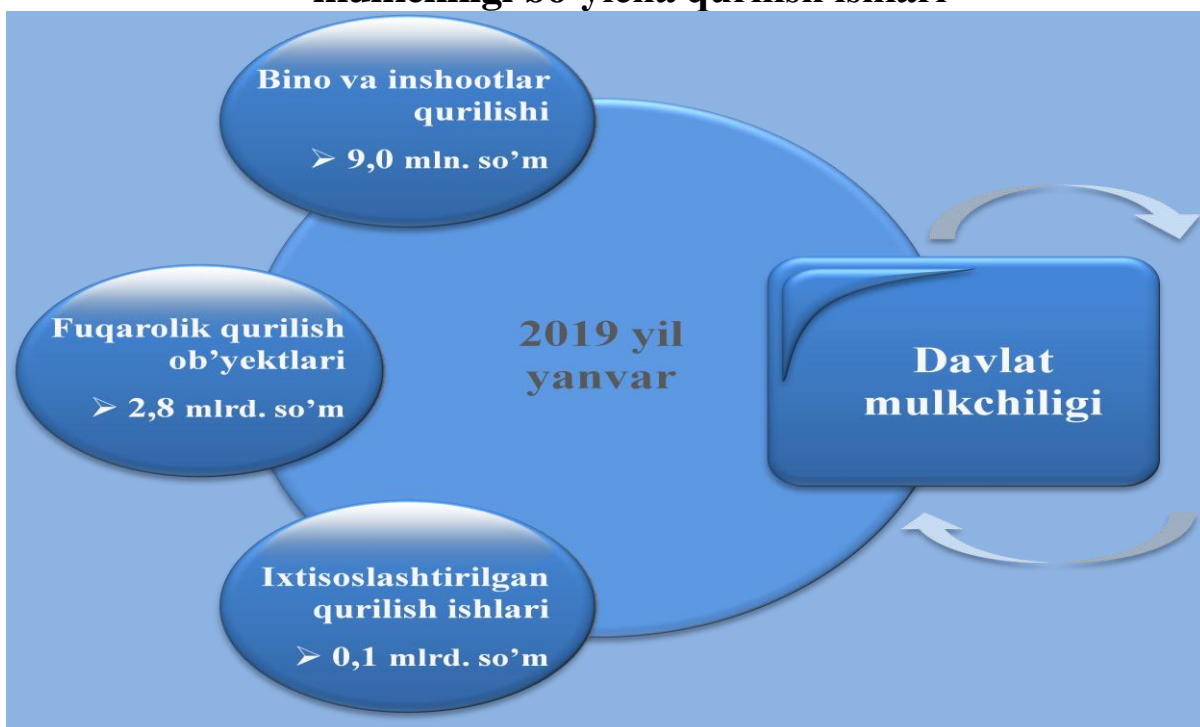 Bino va inshootlar
qurilishi
➢ 9,0 mln. so’m
Fuqarolik qurilish
ob’yektlari
➢ 2,8 mlrd. so’m
2019 yil
yanvar
Davlat
mulkchiligi
Ixtisoslashtirilgan
qurilish ishlari
➢ 0,1 mlrd. so’m